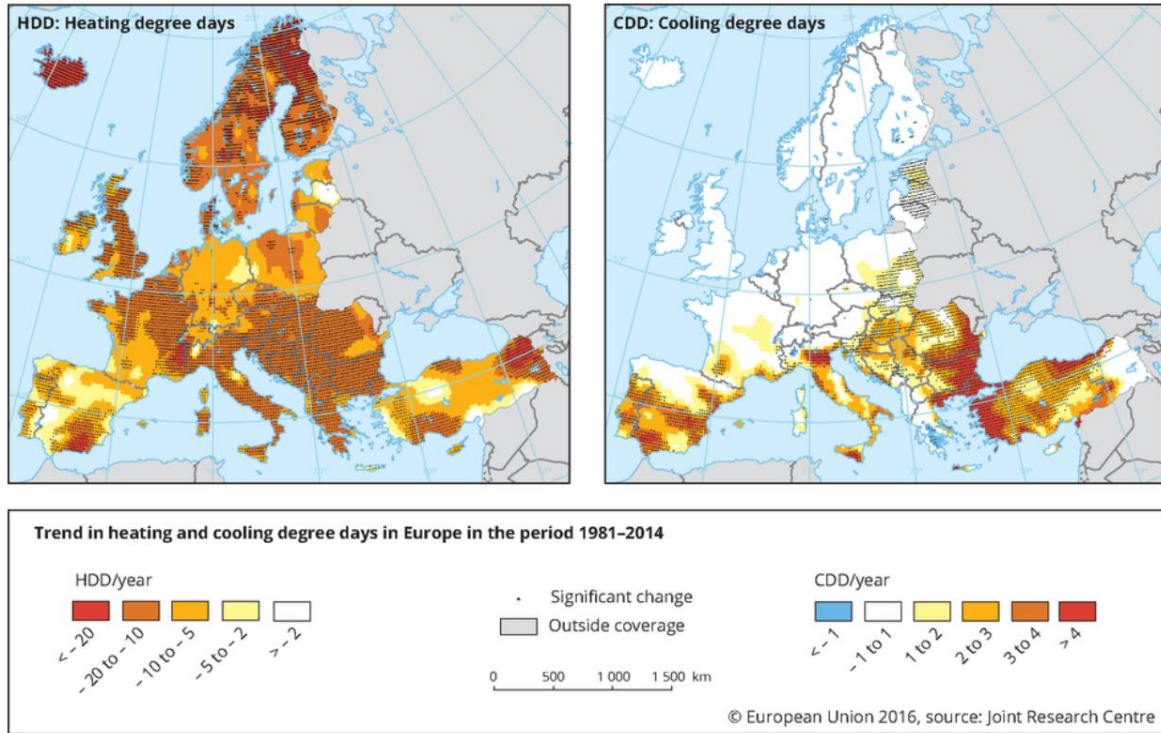 HDD: Heating degree days
CDD: Cooling degree days
Trend in heating and cooling degree days in Europe in the period 1981–2014
HDD/year
< – 20
– 20 to – 10
– 10 to – 5
– 5 to – 2
> – 2
Significant change
Outside coverage
0 500 1 000 1 500 km
CDD/year
< – 1
– 1 to 1
1 to 2
2 to 3
3 to 4
> 4
© European Union 2016, source: Joint Research Centre